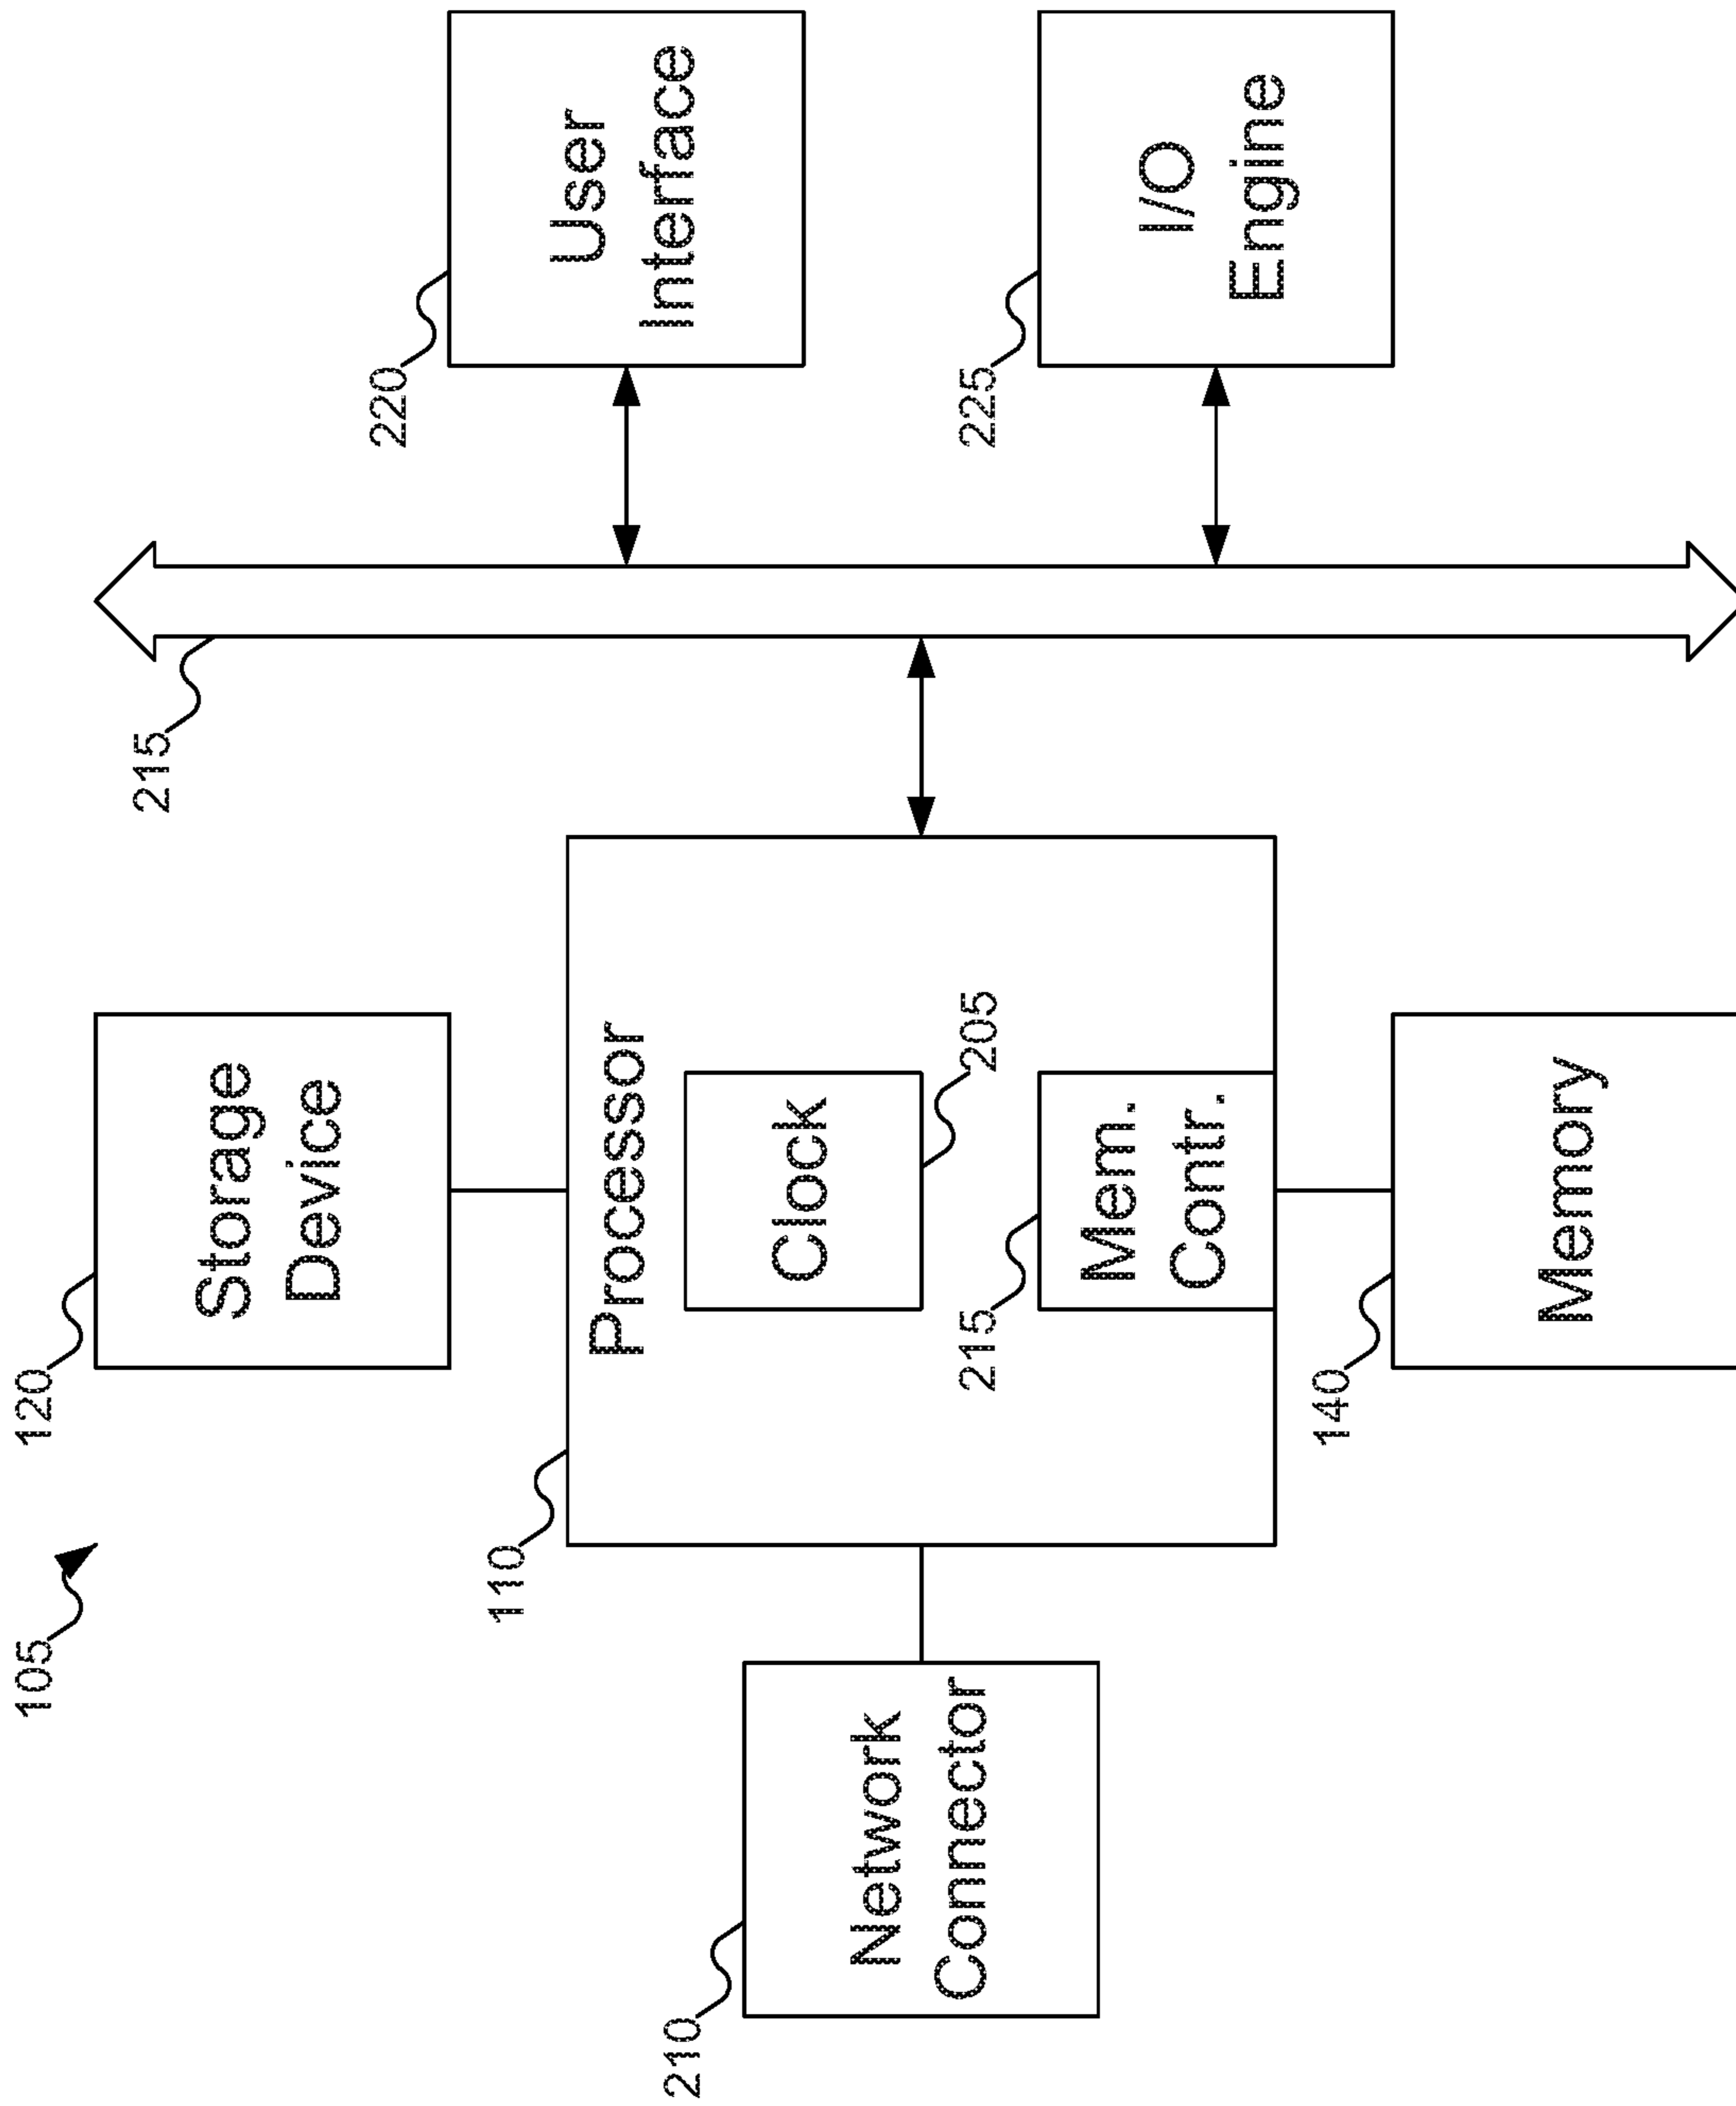 105
120
Storage
Device
110
Processor
Clock
205
215
Mem.
Contr.
210
Network
Connector
140
Memory
215
220
User
Interface
225
I/O
Engine